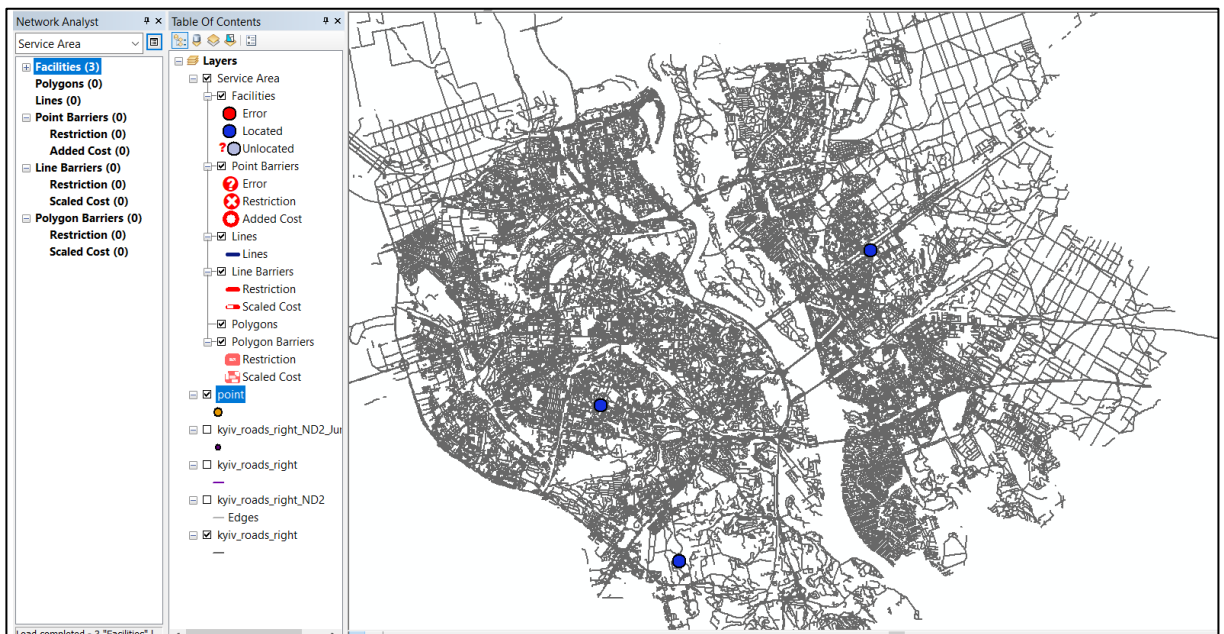 Network Analyst
Service Area
Facilities (3)
Polygons (0)
Lines (0)
Point Barriers (0)
Restriction (0)
Added Cost (0)
Line Barriers (0)
Restriction (0)
Scaled Cost (0)
Polygon Barriers (0)
Restriction (0)
Scaled Cost (0)
Table Of Contents
Layers
Service Area
Facilities
Error
Located
? Unlocated
Point Barriers
? Error
Restriction
Added Cost
Lines
Lines
Line Barriers
Restriction
Scaled Cost
Polygons
Polygon Barriers
Restriction
Scaled Cost
point
kyiv_roads_right_ND2_Jur
kyiv_roads_right
kyiv_roads_right_ND2
Edges
kyiv_roads_right
Load completed - 3 "Facilities" l